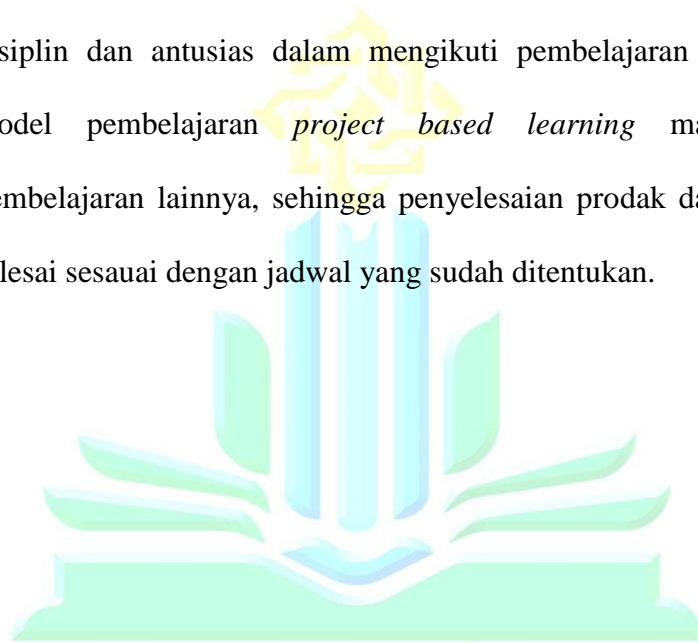 siplin dan antusias dalam mengikuti pembelajaran
odel pembelajaran project based learning ma
embelajaran lainnya, sehingga penyelesaian prodak da
lesai sesauai dengan jadwal yang sudah ditentukan.